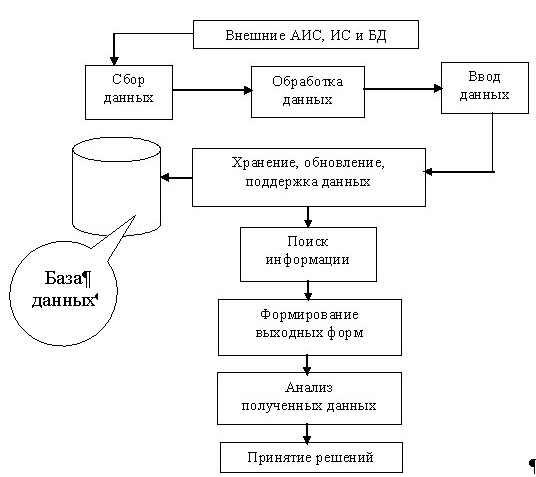 Внешние АИС, ИС и БД
Сбор
данных
Обработка
данных
Ввод
данных
Хранение, обновление,
поддержка данных
База¶
данных
Поиск
информации
Формирование
выходных форм
Анализ
полученных данных
Принятие решений
¶